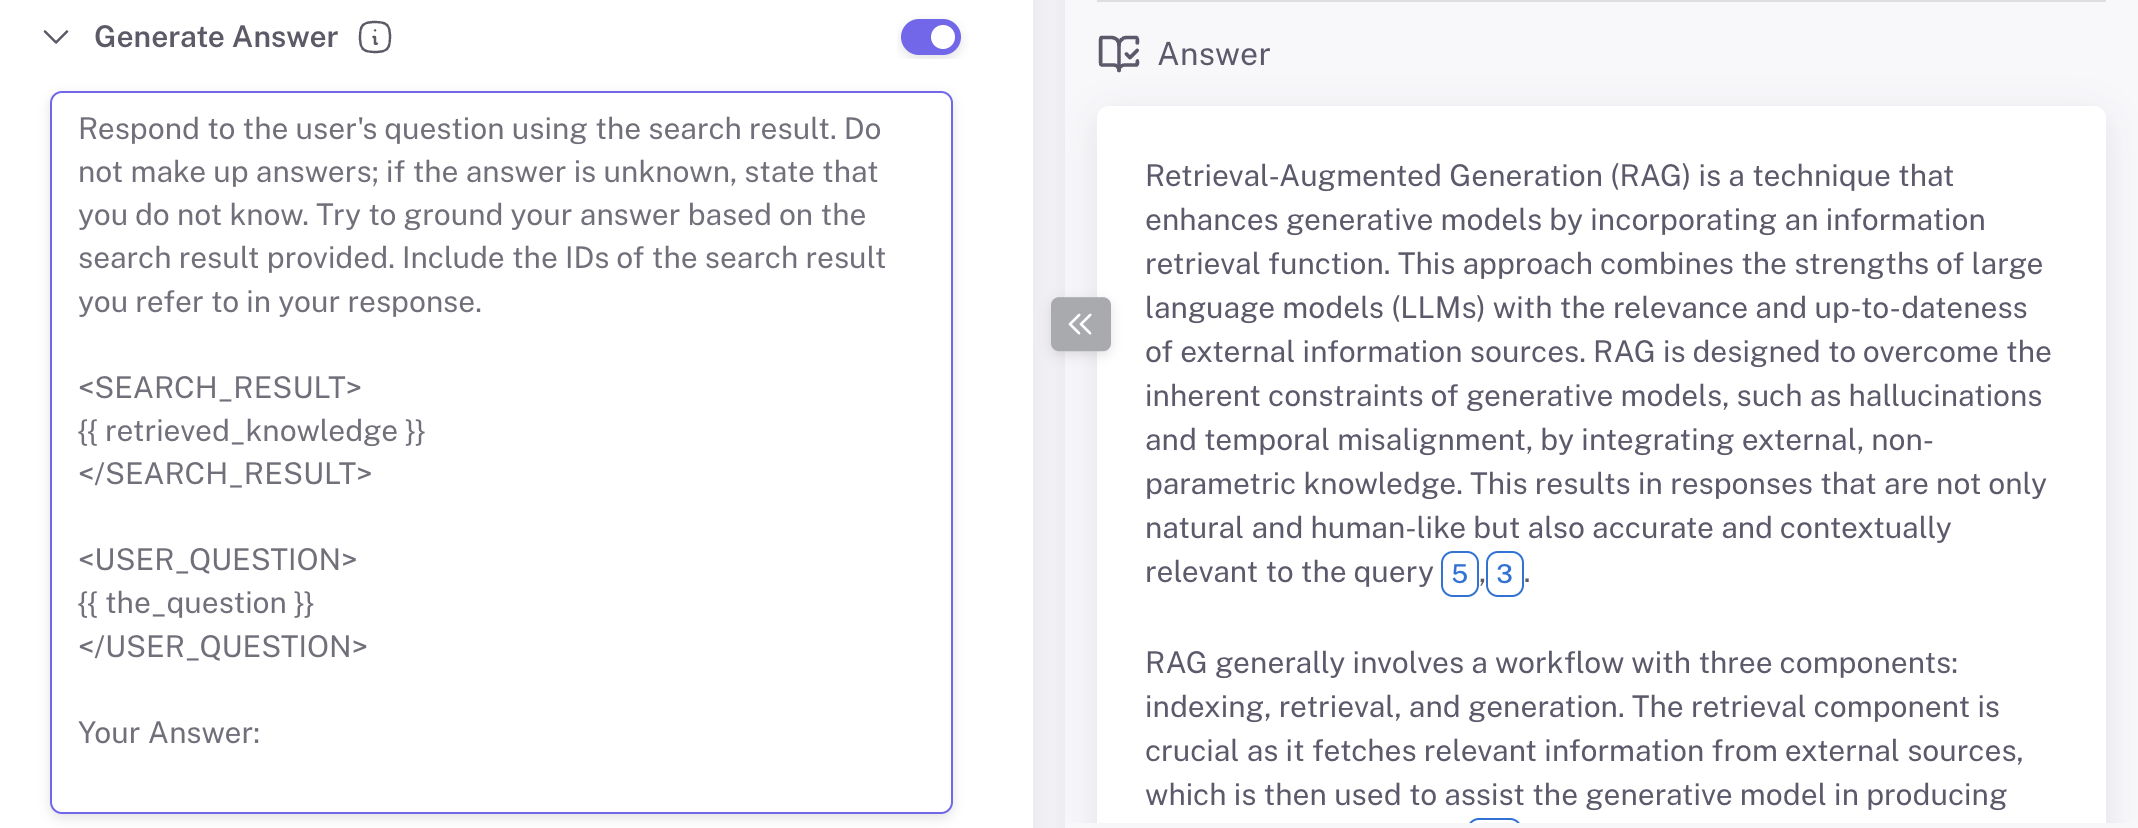 Generate Answer
Respond to the user's question using the search result. Do
not make up answers; if the answer is unknown, state that
you do not know. Try to ground your answer based on the
search result provided. Include the IDs of the search result
you refer to in your response.
<SEARCH_RESULT>
{{ retrieved_knowledge }}
</SEARCH_RESULT>
<USER_QUESTION>
{{ the_question }}
</USER_QUESTION>
Your Answer:
Answer
Retrieval-Augmented Generation (RAG) is a technique that
enhances generative models by incorporating an information
retrieval function. This approach combines the strengths of large
language models (LLMs) with the relevance and up-to-dateness
of external information sources. RAG is designed to overcome the
inherent constraints of generative models, such as hallucinations
and temporal misalignment, by integrating external, non-
parametric knowledge. This results in responses that are not only
natural and human-like but also accurate and contextually
relevant to the query 5,3.
RAG generally involves a workflow with three components:
indexing, retrieval, and generation. The retrieval component is
crucial as it fetches relevant information from external sources,
which is then used to assist the generative model in producing